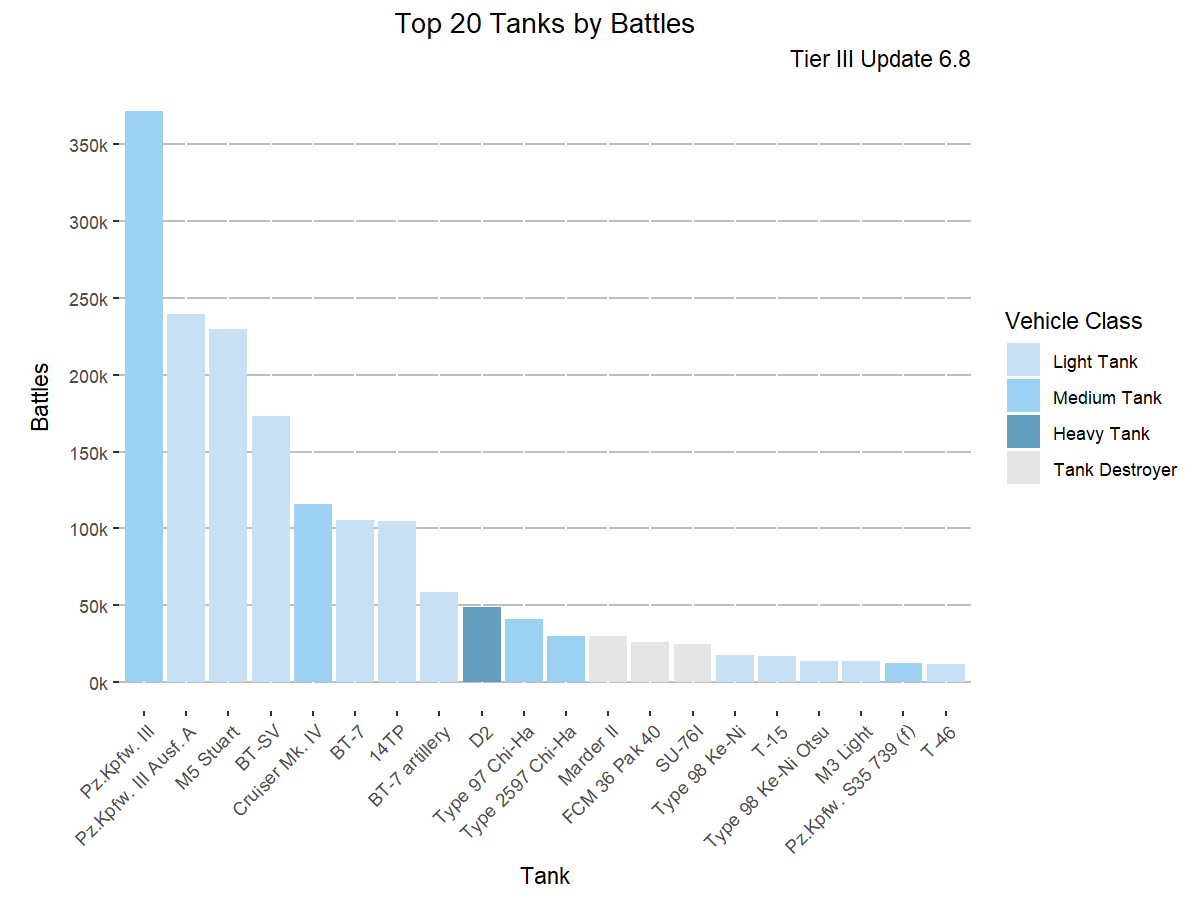 Top 20 Tanks by Battles
Tier III Update 6.8
Battles
350k
300k
250k
200k
150k
100k
50k
0k
Pz.Kpfw. III
Pz.Kpfw. III Ausf. A
M5 Stuart
BT-SV
Cruiser Mk. IV
BT-7
14TP
BT-7 artillery
D2
Type 97 Chi-Ha
Type 2597 Chi-Ha
Marder II
FCM 36 Pak 40
SU-76I
Type 98 Ke-Ni
T-15
Type 98 Ke-Ni Otsu
M3 Light
Pz.Kpfw. S35 739 (f)
T-46
Tank
Vehicle Class
Light Tank
Medium Tank
Heavy Tank
Tank Destroyer